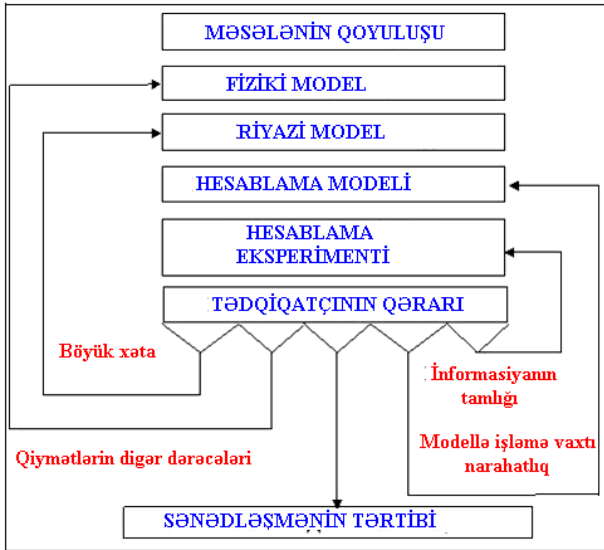 MƏSƏLƏNİN QOYULUŞU
FİZİKİ MODEL
RİYAZİ MODEL
HESABLAMA MODELİ
HESABLAMA
EKSPERİMENTİ
TƏDQİQATÇININ QƏRARI
Böyük xəta
İnformasiyanın
tamlığı
Qiymətlərin digər dərəcələri
Modellə işləmə vaxtı
narahatlıq
SƏNƏDLƏŞMƏNİN TƏRTİBİ